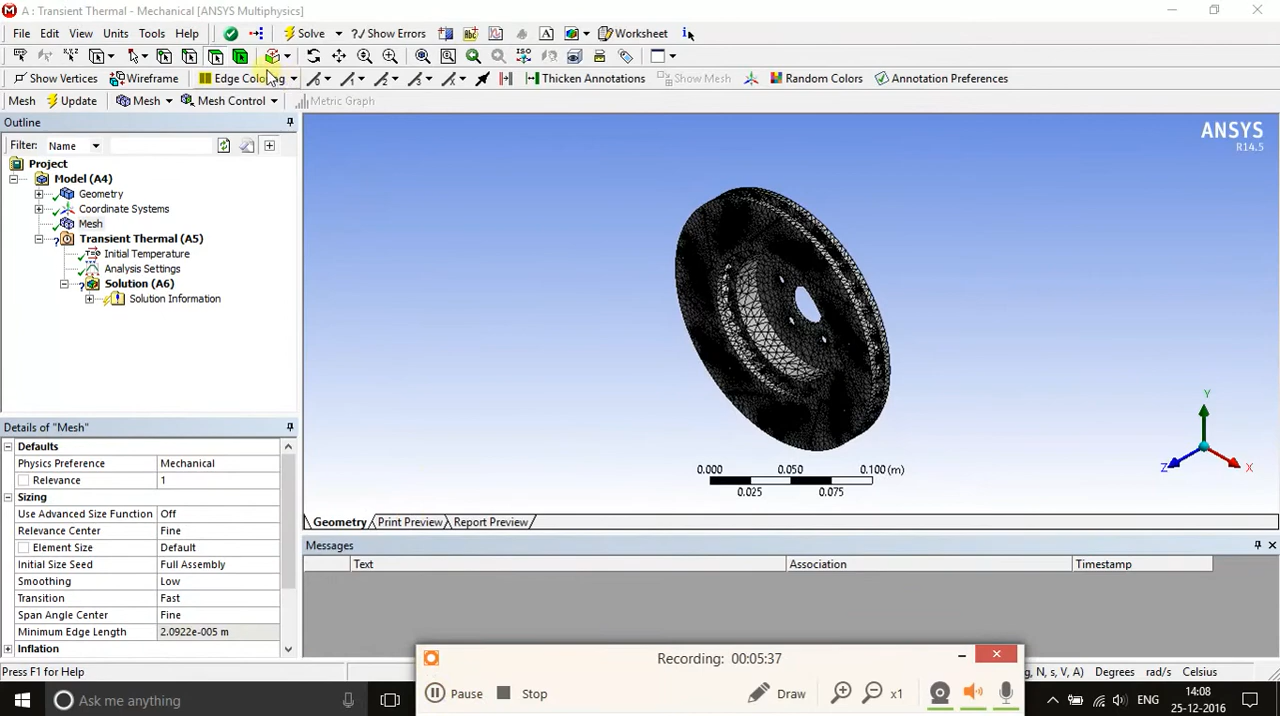 A : Transient Thermal - Mechanical [ANSYS Multiphysics]
File Edit View Units Tools Help Solve Show Errors Worksheet
Show Vertices Wireframe Edge Coloring Thicken Annotations Show Mesh Random Colors Annotation Preferences
Mesh Update Mesh Mesh Control Metric Graph
Outline
Filter: Name
Project
Model (A4)
Geometry
Coordinate Systems
Mesh
Transient Thermal (A5)
Initial Temperature
Analysis Settings
Solution (A6)
Solution Information
ANSYS
R14.5
Y
Z
X
0.000 0.050 0.100 (m)
0.025 0.075
Geometry Print Preview Report Preview
Details of "Mesh"
Defaults
Physics Preference Mechanical
Relevance 1
Sizing
Use Advanced Size Function Off
Relevance Center Fine
Element Size Default
Initial Size Seed Full Assembly
Smoothing Low
Transition Fast
Span Angle Center Fine
Minimum Edge Length 2.0922e-005 m
Inflation
Messages
Text Association Timestamp
Press F1 for Help
Recording: 00:05:37
Pause Stop Draw x1
, N, s, V, A) Degrees rad/s Celsius
Ask me anything
ENG
14:08
25-12-2016